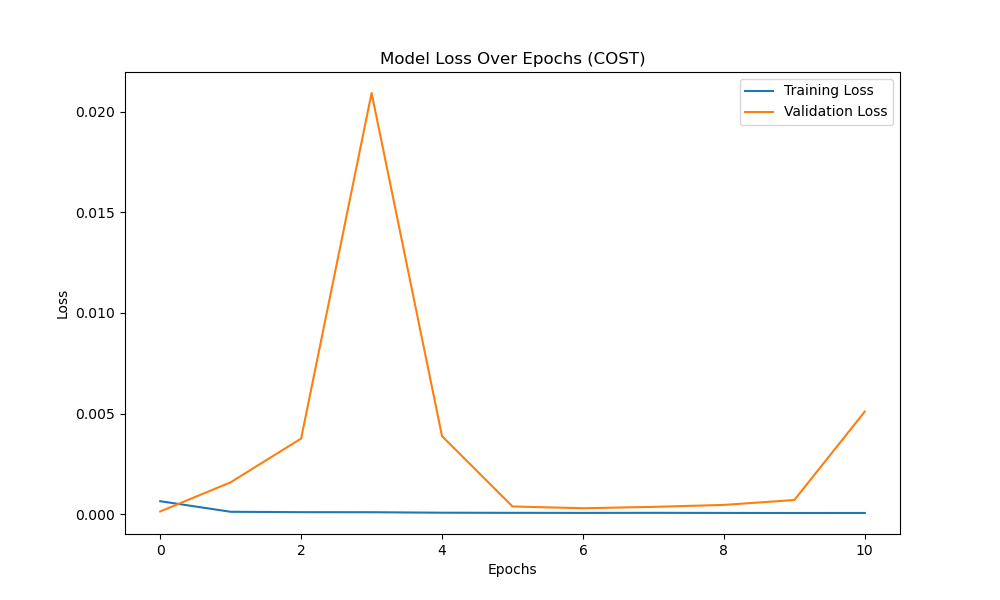 Model Loss Over Epochs (COST)
Training Loss
Validation Loss
0.020
0.015
0.010
0.005
0.000
Loss
0 2 4 6 8 10
Epochs